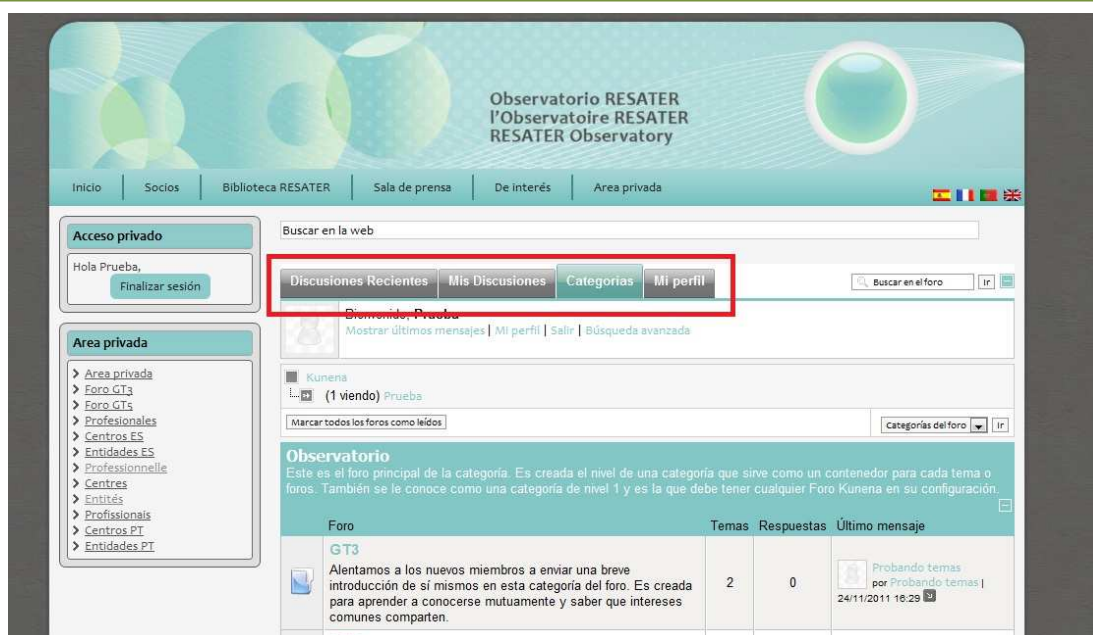 Observatorio RESATER
l'Observatoire RESATER
RESATER Observatory
Inicio Socios Biblioteca RESATER Sala de prensa De interés Area privada
Acceso privado
Hola Prueba,
Finalizar sesión
Area privada
Area privada
Foro GT3
Foro GT5
Profesionales
Centros ES
Entidades ES
Professionnelle
Centres
Entités
Profissionais
Centros PT
Entidades PT
Buscar en la web
Discusiones Recientes Mis Discusiones Categorías Mi perfil
Buscar en el foro Ir
Bienvenido, Prueba
Mostrar últimos mensajes | Mi perfil | Salir | Búsqueda avanzada
Kunena
(1 viendo) Prueba
Marcar todos los foros como leídos
Categorías del foro Ir
Observatorio
Este es el foro principal de la categoría. Es creada el nivel de una categoría que sirve como un contenedor para cada tema o
foros. También se le conoce como una categoría de nivel 1 y es la que debe tener cualquier Foro Kunena en su configuración.
Foro Temas Respuestas Último mensaje
GT3
Alentamos a los nuevos miembros a enviar una breve
introducción de sí mismos en esta categoría del foro. Es creada
para aprender a conocerse mutuamente y saber que intereses
comunes comparten.
2 0
Probando temas
por Probando temas |
24/11/2011 16:29